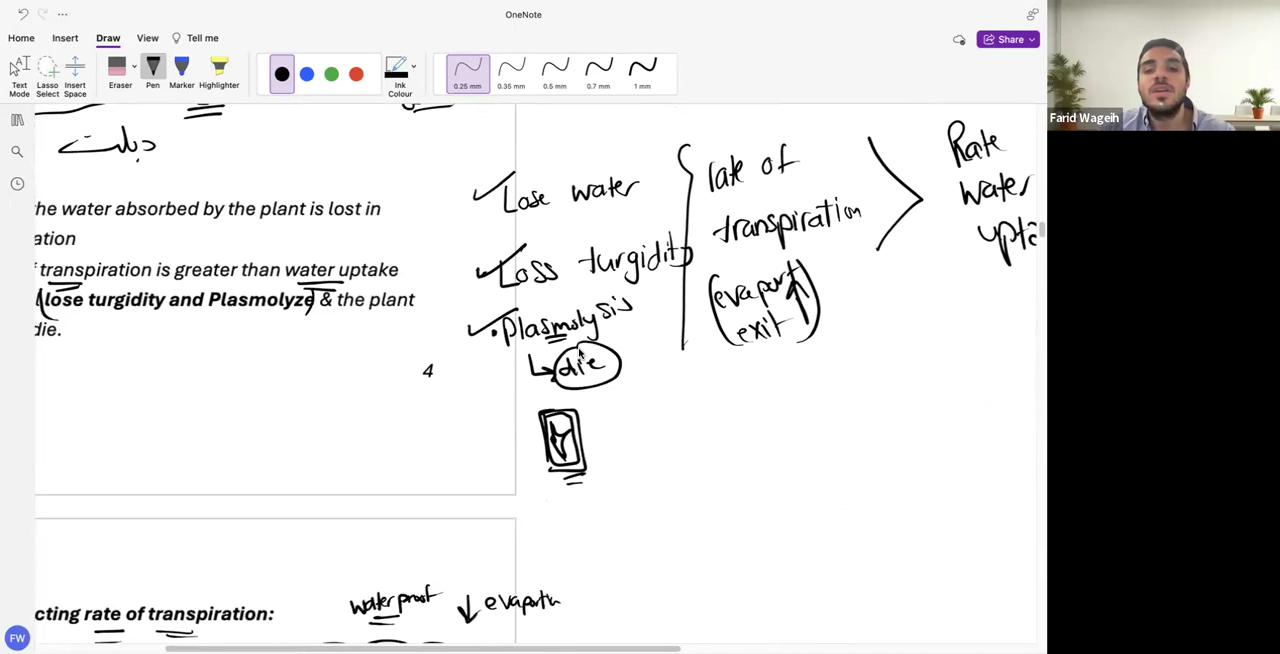 OneNote
Home Insert Draw View Tell me
Share
Text Mode
Lasso Select
Insert Space
Eraser
Pen
Marker
Highlighter
Ink Colour
0.25 mm
0.35 mm
0.5 mm
0.7 mm
1 mm
Farid Wageih
he water absorbed by the plant is lost in
ation
transpiration is greater than water uptake
lose turgidity and Plasmolyze & the plant
die.
4
Lose water
Loss turgidity
Plasmolysis
die
rate of
transpiration
exit
Rate
water
cting rate of transpiration:
waterproof
FW